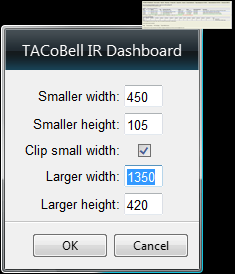 TACoBell IR Dashboard
Smaller width: 450
Smaller height: 105
Clip small width:
Larger width: 1350
Larger height: 420
OK Cancel